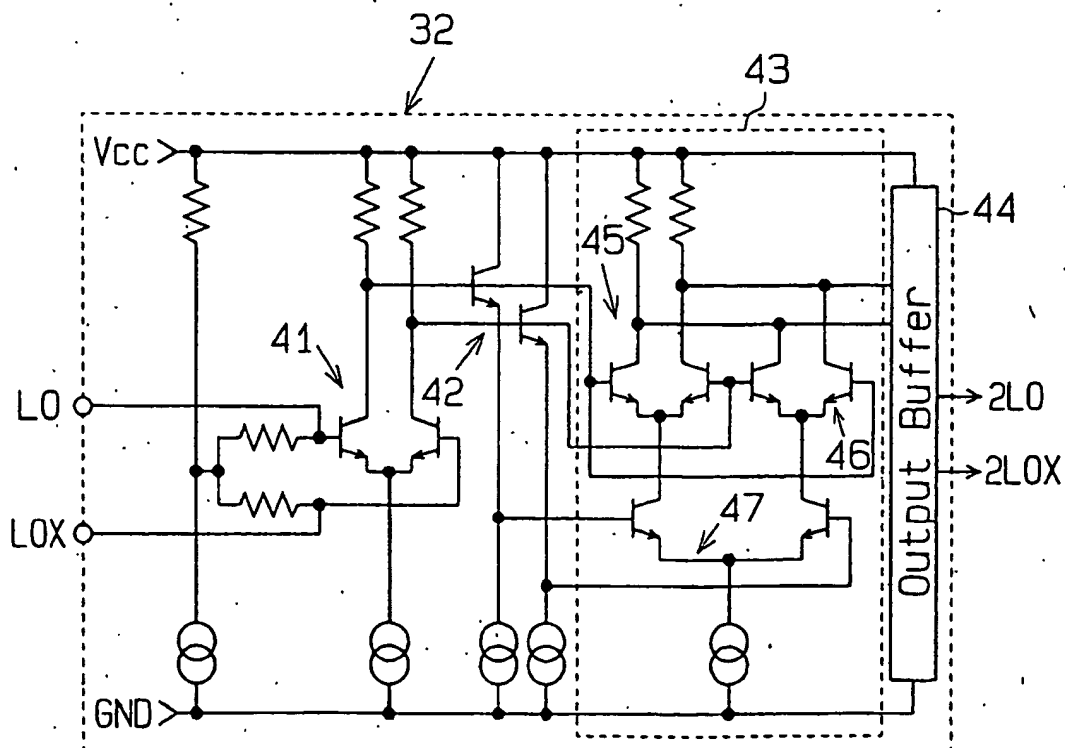 32
43
Vcc
44
45
41
42
LO
46
2LO
2LOX
LOX
47
Output Buffer
GND